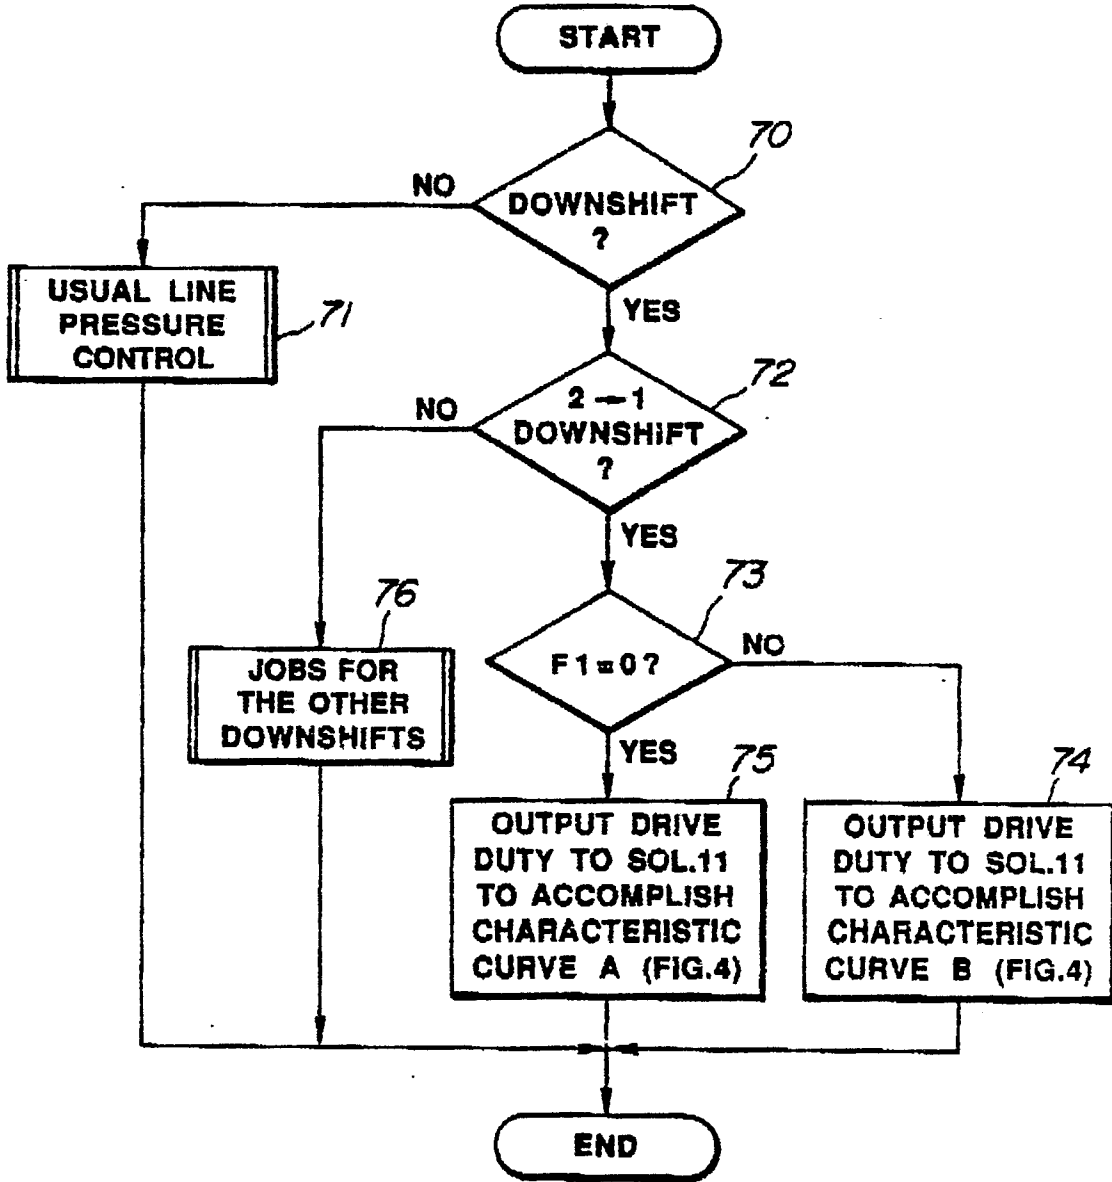 START
70
DOWNSHIFT
?
NO
YES
USUAL LINE
PRESSURE
CONTROL
71
72
2→1
DOWNSHIFT
?
NO
YES
73
F1=0?
NO
YES
76
JOBS FOR
THE OTHER
DOWNSHIFTS
75
OUTPUT DRIVE
DUTY TO SOL.11
TO ACCOMPLISH
CHARACTERISTIC
CURVE A (FIG.4)
74
OUTPUT DRIVE
DUTY TO SOL.11
TO ACCOMPLISH
CHARACTERISTIC
CURVE B (FIG.4)
END